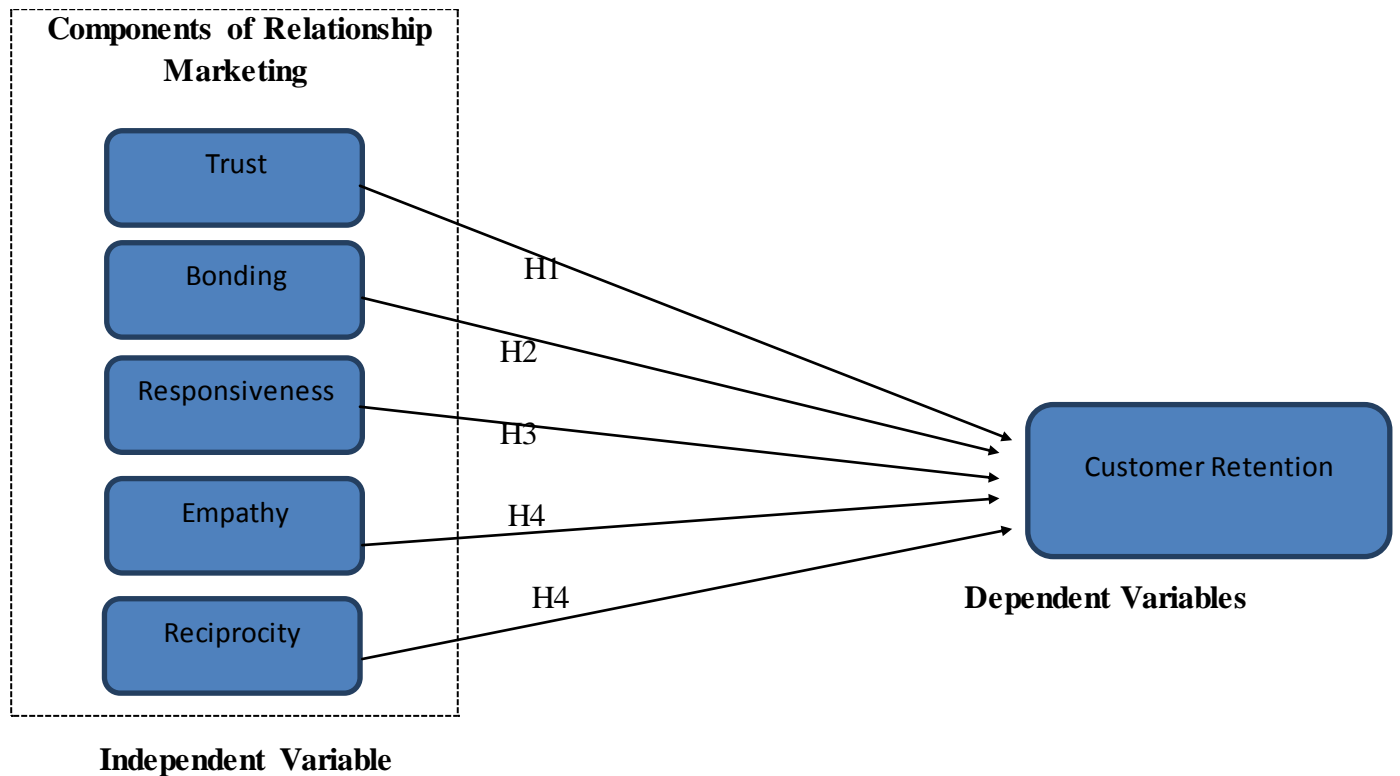 Components of Relationship
Marketing
Trust
Bonding
Responsiveness
Empathy
Reciprocity
H1
H2
H3
H4
H4
Customer Retention
Dependent Variables
Independent Variable